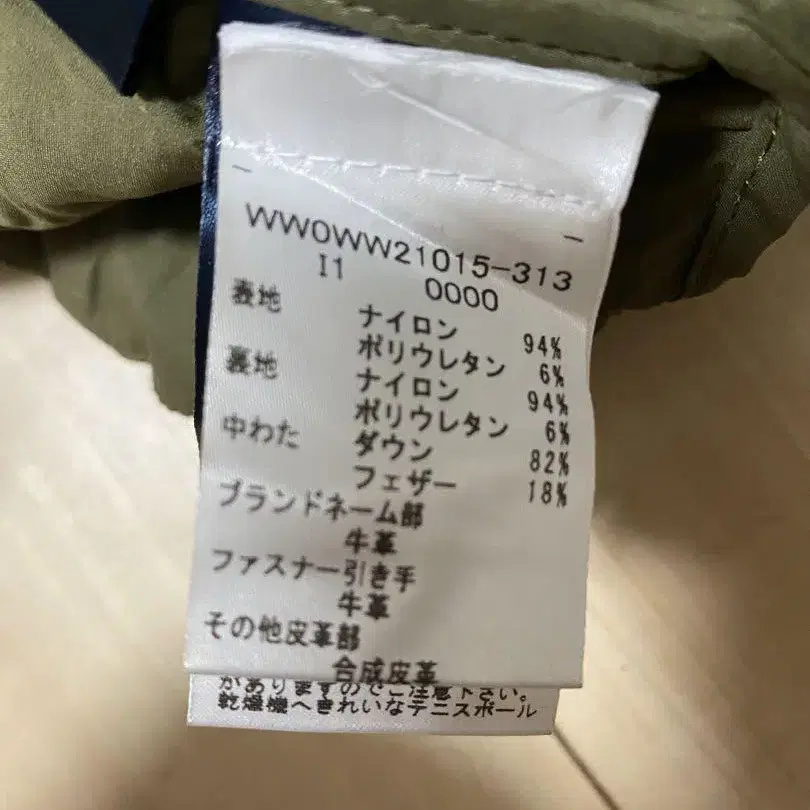 WW0WW21015-313
I1 0000
表地 ナイロン 94%
ポリウレタン 6%
裏地 ナイロン 94%
ポリウレタン 6%
中わた ダウン 82%
フェザー 18%
ブランドネーム部
牛革
ファスナー引き手
牛革
その他皮革部
合成皮革
がありますのでご注意下さい。
乾燥機へきれいなテニスボール